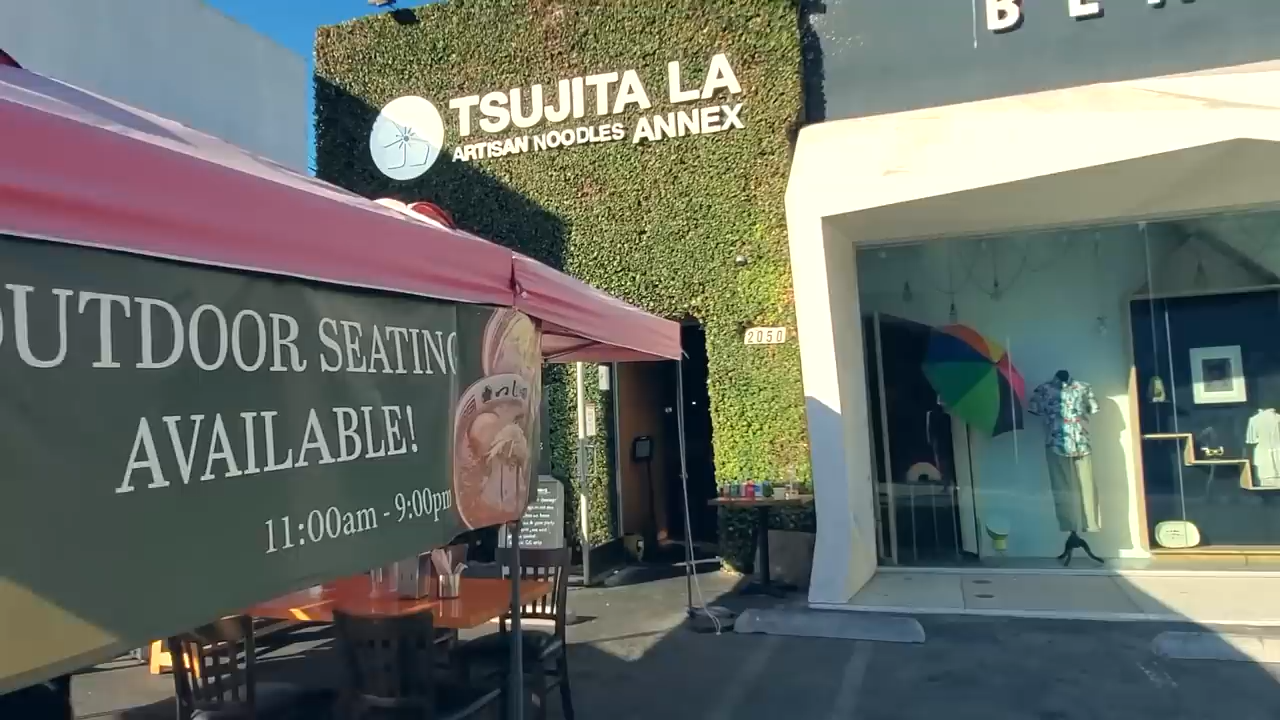 TSUJITA LA
ARTISAN NOODLES ANNEX
2050
OUTDOOR SEATING
AVAILABLE!
11:00am - 9:00pm